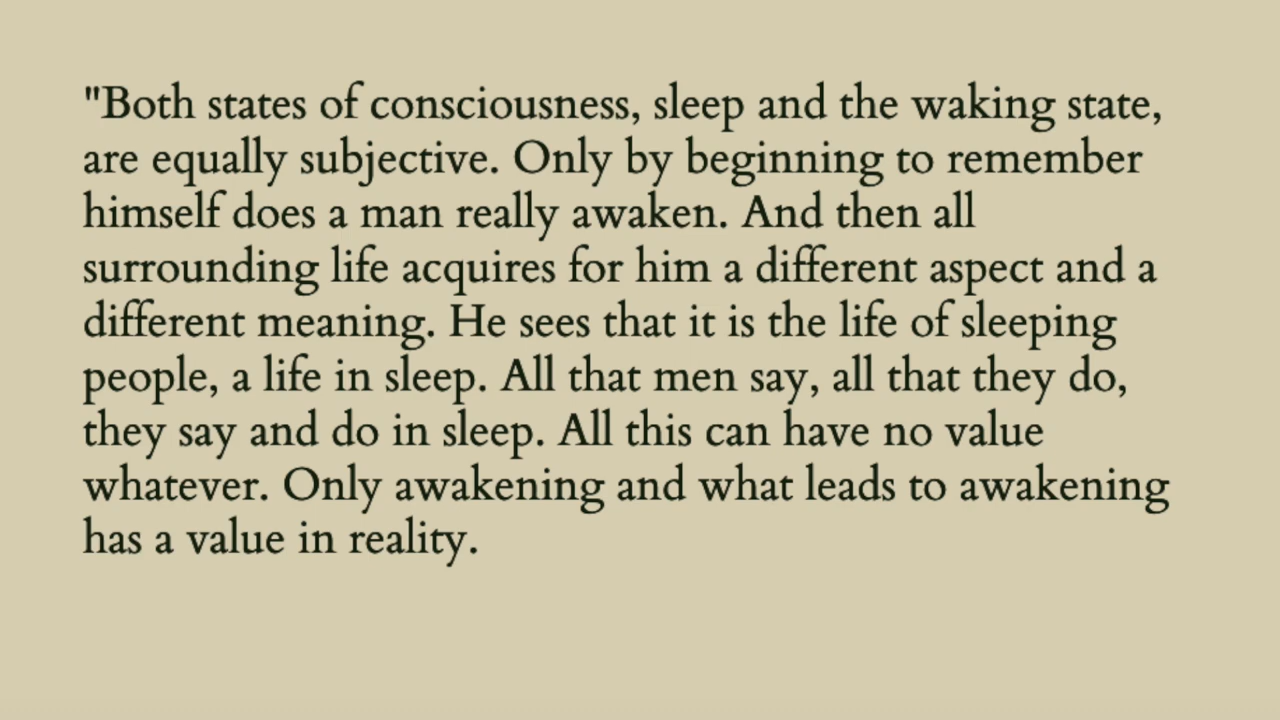 "Both states of consciousness, sleep and the waking state,
are equally subjective. Only by beginning to remember
himself does a man really awaken. And then all
surrounding life acquires for him a different aspect and a
different meaning. He sees that it is the life of sleeping
people, a life in sleep. All that men say, all that they do,
they say and do in sleep. All this can have no value
whatever. Only awakening and what leads to awakening
has a value in reality.